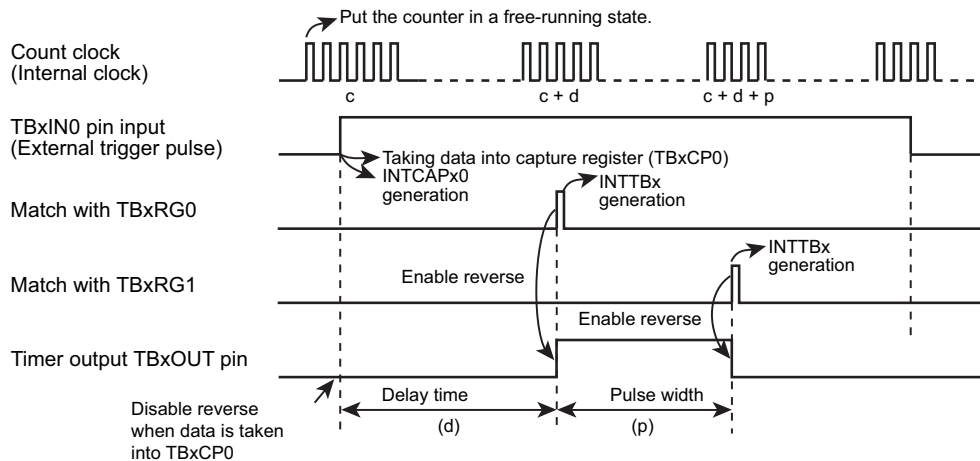 Put the counter in a free-running state.
Count clock
(Internal clock)
c
c + d
c + d + p
TBxIN0 pin input
(External trigger pulse)
Taking data into capture register (TBxCP0)
INTCAPx0
generation
INTTBx
generation
Match with TBxRG0
INTTBx
generation
Enable reverse
Match with TBxRG1
Enable reverse
Timer output TBxOUT pin
Disable reverse
when data is taken
into TBxCP0
Delay time
(d)
Pulse width
(p)